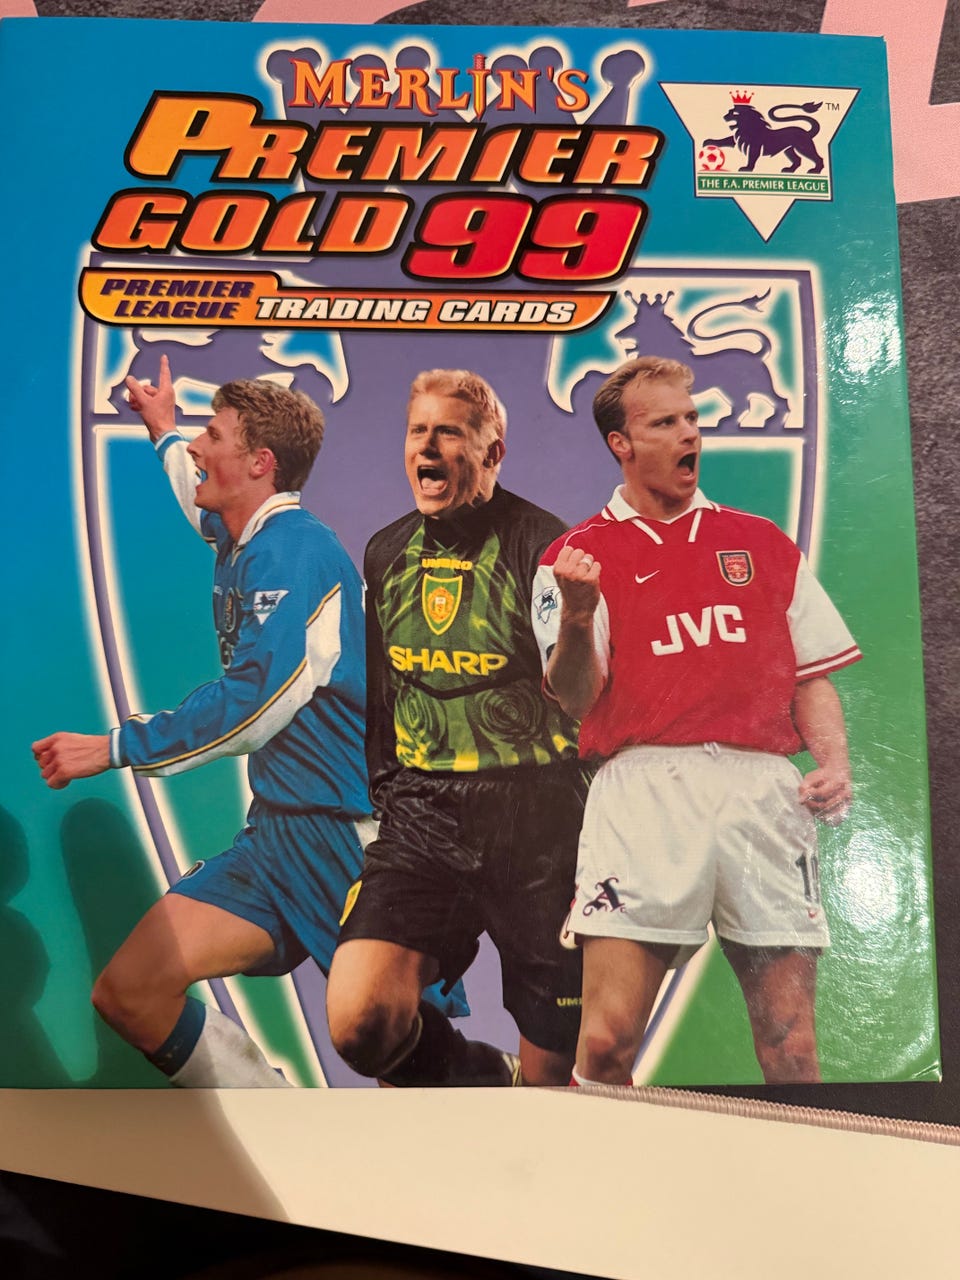 MERLIN'S
PREMIER
GOLD 99
PREMIER
LEAGUE
TRADING CARDS
TM
THE F.A. PREMIER LEAGUE
UMBRO
SHARP
JVC